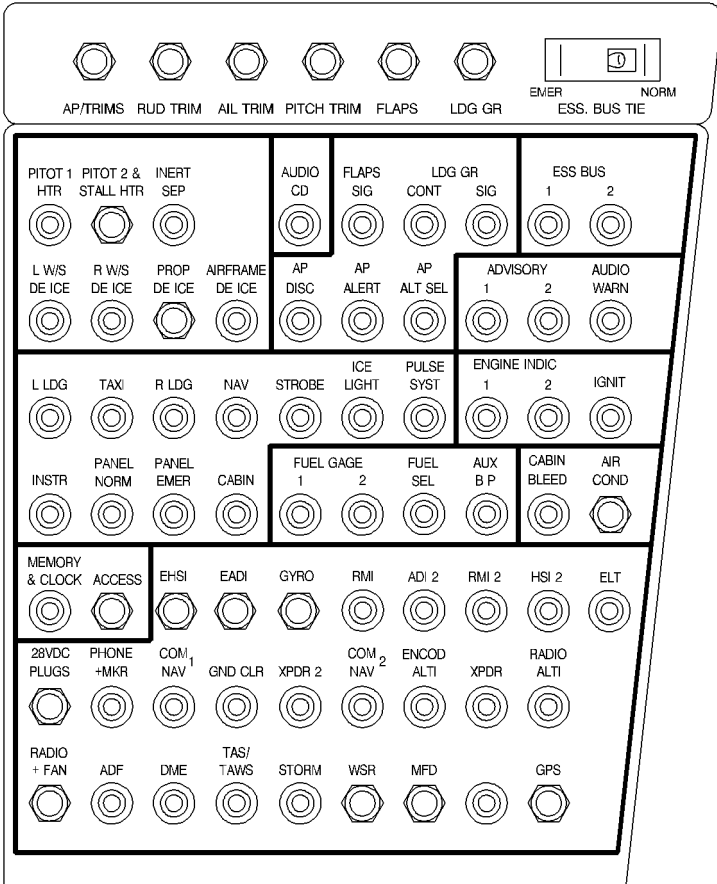 EMER NORM
AP/TRIMS RUD TRIM AIL TRIM PITCH TRIM FLAPS LDG GR ESS. BUS TIE
PITOT 1 PITOT 2 & INERT AUDIO FLAPS LDG GR ESS BUS
HTR STALL HTR SEP CD SIG CONT SIG 1 2
L W/S R W/S PROP AIRFRAME AP AP AP ADVISORY AUDIO
DE ICE DE ICE DE ICE DE ICE DISC ALERT ALT SEL 1 2 WARN
ICE PULSE ENGINE INDIC
L LDG TAXI R LDG NAV STROBE LIGHT SYST 1 2 IGNIT
PANEL PANEL FUEL GAGE FUEL AUX CABIN AIR
INSTR NORM EMER CABIN 1 2 SEL B P BLEED COND
MEMORY
& CLOCK ACCESS EHSI EADI GYRO RMI ADI 2 RMI 2 HSI 2 ELT
28VDC PHONE COM 1 COM 2 ENCOD RADIO
PLUGS +MKR NAV GND CLR XPDR 2 NAV ALTI XPDR ALTI
RADIO TAS/
+ FAN ADF DME TAWS STORM WSR MFD GPS